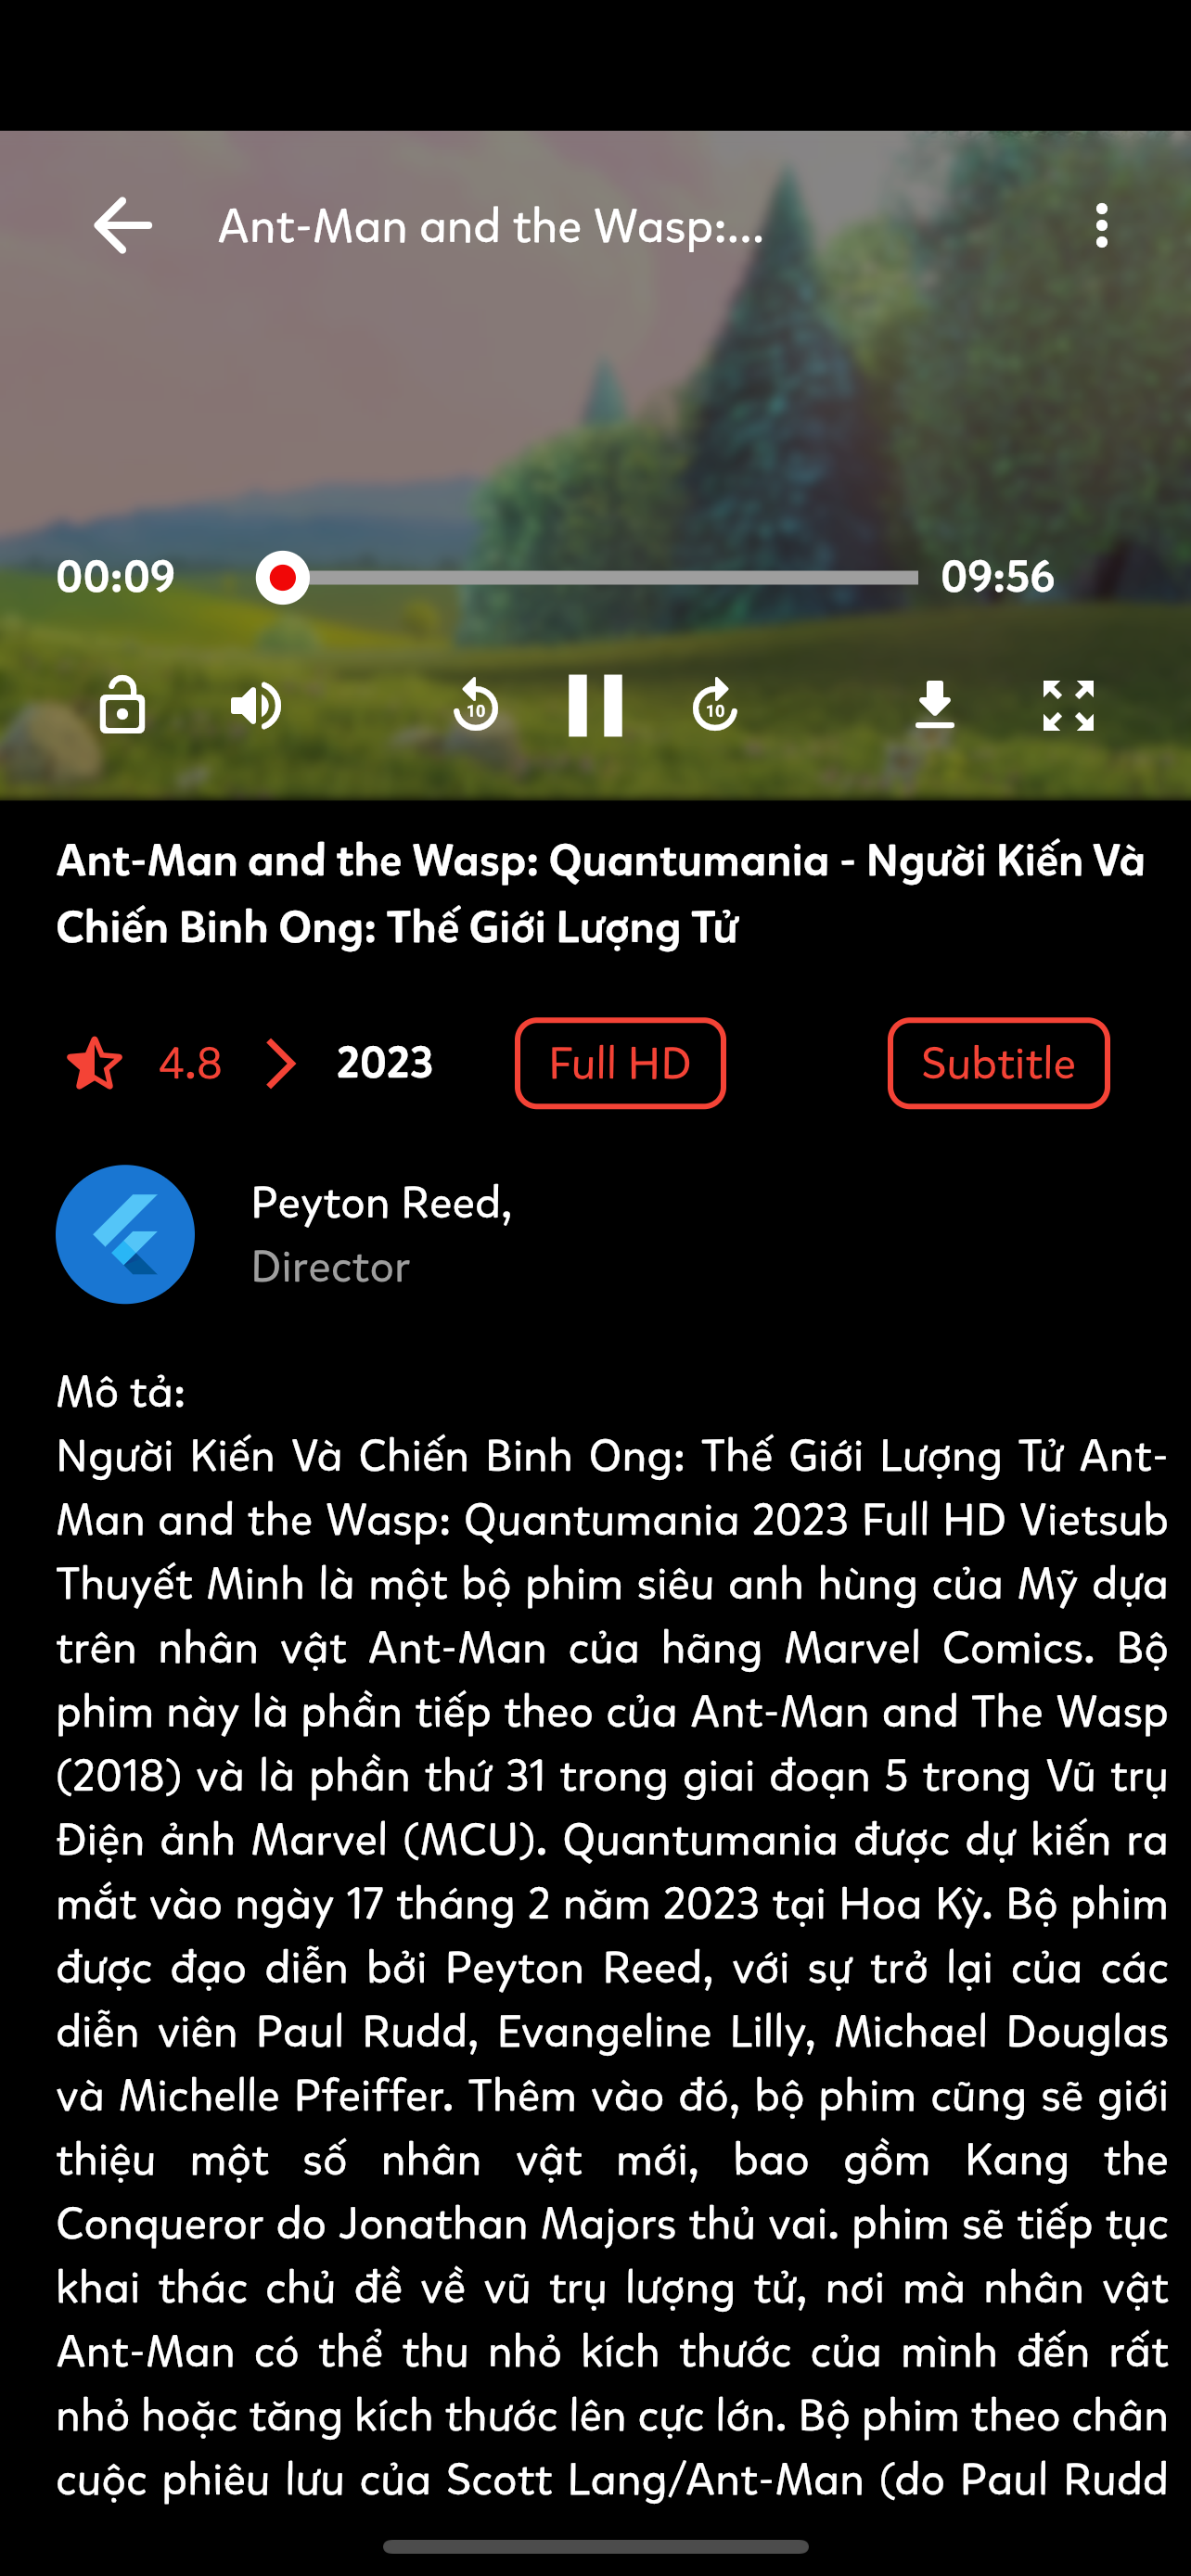 Ant-Man and the Wasp:...
00:09
09:56
10
10
Ant-Man and the Wasp: Quantumania - Người Kiến Và
Chiến Binh Ong: Thế Giới Lượng Tử
4.8
2023
Full HD
Subtitle
Peyton Reed,
Director
Mô tả:
Người Kiến Và Chiến Binh Ong: Thế Giới Lượng Tử Ant-
Man and the Wasp: Quantumania 2023 Full HD Vietsub
Thuyết Minh là một bộ phim siêu anh hùng của Mỹ dựa
trên nhân vật Ant-Man của hãng Marvel Comics. Bộ
phim này là phần tiếp theo của Ant-Man and The Wasp
(2018) và là phần thứ 31 trong giai đoạn 5 trong Vũ trụ
Điện ảnh Marvel (MCU). Quantumania được dự kiến ra
mắt vào ngày 17 tháng 2 năm 2023 tại Hoa Kỳ. Bộ phim
được đạo diễn bởi Peyton Reed, với sự trở lại của các
diễn viên Paul Rudd, Evangeline Lilly, Michael Douglas
và Michelle Pfeiffer. Thêm vào đó, bộ phim cũng sẽ giới
thiệu một số nhân vật mới, bao gồm Kang the
Conqueror do Jonathan Majors thủ vai. phim sẽ tiếp tục
khai thác chủ đề về vũ trụ lượng tử, nơi mà nhân vật
Ant-Man có thể thu nhỏ kích thước của mình đến rất
nhỏ hoặc tăng kích thước lên cực lớn. Bộ phim theo chân
cuộc phiêu lưu của Scott Lang/Ant-Man (do Paul Rudd